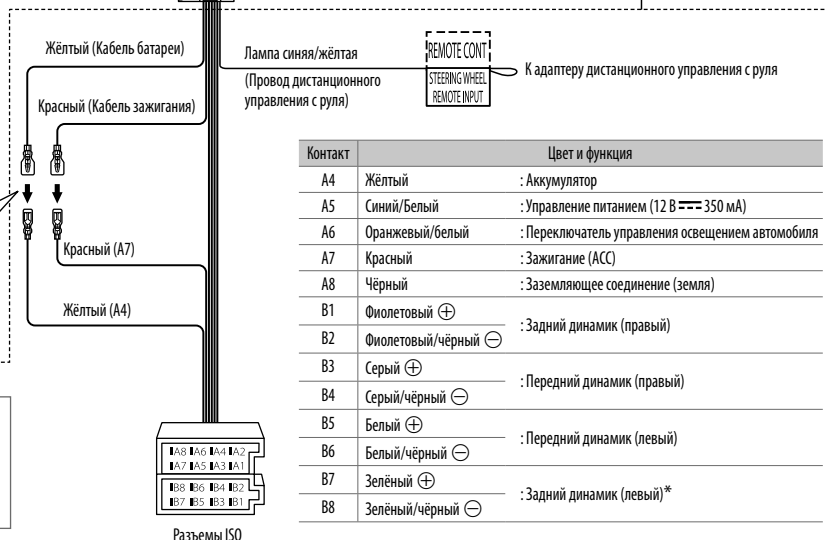 Жёлтый (Кабель батареи)
Красный (Кабель зажигания)
Лампа синяя/жёлтая
(Провод дистанционного
управления с руля)
REMOTE CONT
STEERING WHEEL
REMOTE INPUT
К адаптеру дистанционного управления с руля
Красный (A7)
Жёлтый (A4)
Контакт Цвет и функция
A4 Жёлтый : Аккумулятор
A5 Синий/Белый : Управление питанием (12 В ⎓ 350 мА)
A6 Оранжевый/белый : Переключатель управления освещением автомобиля
A7 Красный : Зажигание (ACC)
A8 Чёрный : Заземляющее соединение (земля)
B1 Фиолетовый ⊕
: Задний динамик (правый)
B2 Фиолетовый/чёрный ⊖
B3 Серый ⊕
: Передний динамик (правый)
B4 Серый/чёрный ⊖
B5 Белый ⊕
: Передний динамик (левый)
B6 Белый/чёрный ⊖
B7 Зелёный ⊕
: Задний динамик (левый)*
B8 Зелёный/чёрный ⊖
A8 A6 A4 A2
A7 A5 A3 A1
B8 B6 B4 B2
B7 B5 B3 B1
Разъемы ISO